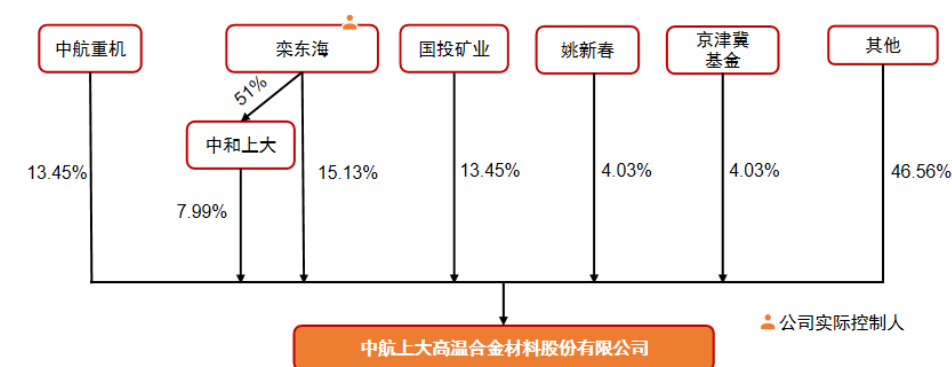 中航重机
栾东海
国投矿业
姚新春
京津冀
基金
其他
51%
中和上大
13.45%
15.13%
13.45%
4.03%
4.03%
46.56%
7.99%
公司实际控制人
中航上大高温合金材料股份有限公司